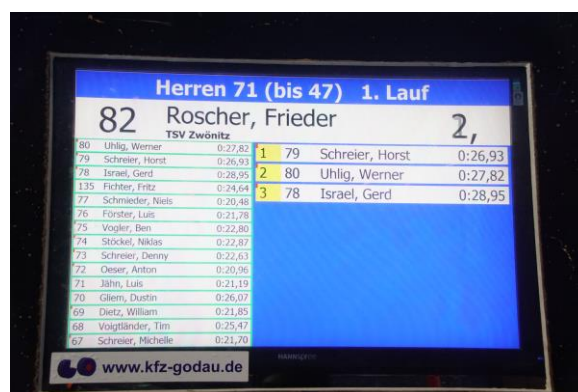 Herren 71 (bis 47) 1. Lauf
82 Roscher, Frieder 2,
TSV Zwönitz
80 Uhlig, Werner 0:27,82
79 Schreier, Horst 0:26,93
78 Israel, Gerd 0:28,95
135 Fichter, Fritz 0:24,64
77 Schmieder, Niels 0:20,48
76 Förster, Luis 0:21,78
75 Vogler, Ben 0:22,80
74 Stöckel, Niklas 0:22,87
73 Schreier, Denny 0:22,63
72 Oeser, Anton 0:20,96
71 Jähn, Luis 0:21,19
70 Gliem, Dustin 0:26,07
69 Dietz, William 0:21,85
68 Voigtländer, Tim 0:25,47
67 Schreier, Michelle 0:21,70
1 79 Schreier, Horst 0:26,93
2 80 Uhlig, Werner 0:27,82
3 78 Israel, Gerd 0:28,95
HANNspree
www.kfz-godau.de